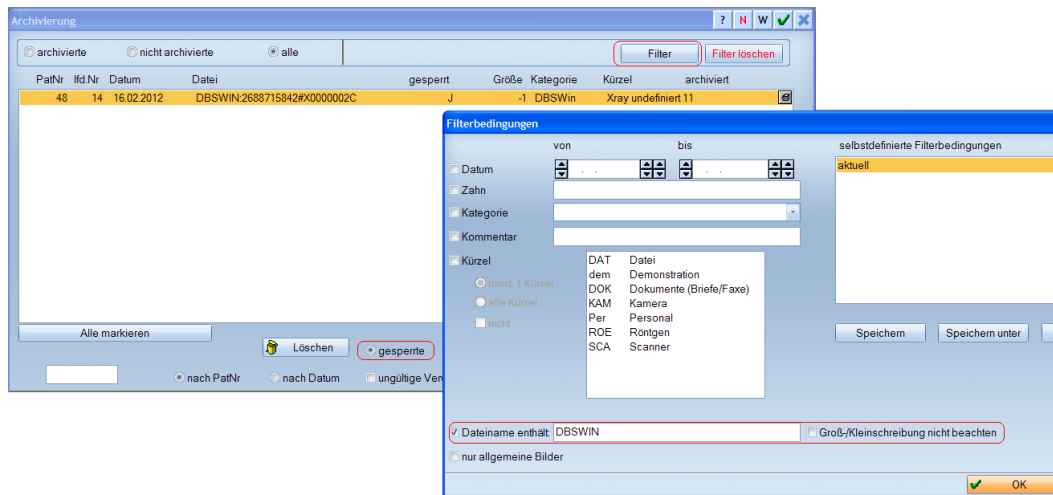 Archivierung
? N W
archivierte nicht archivierte alle Filter Filter löschen
PatNr lfd.Nr Datum Datei gesperrt Größe Kategorie Kürzel archiviert
48 14 16.02.2012 DBSWIN:2688715842#X0000002C J -1 DBSWin Xray undefiniert 11
Alle markieren
Löschen gesperrte
nach PatNr nach Datum ungültige Ver
Filterbedingungen
von bis selbstdefinierte Filterbedingungen
Datum . . . . aktuell
Zahn
Kategorie
Kommentar
Kürzel DAT Datei
dem Demonstration
mind. 1 Kürzel DOK Dokumente (Briefe/Faxe)
alle Kürzel KAM Kamera
Per Personal
nicht ROE Röntgen
SCA Scanner
Speichern Speichern unter
Dateiname enthält: DBSWIN Groß-/Kleinschreibung nicht beachten
nur allgemeine Bilder
OK